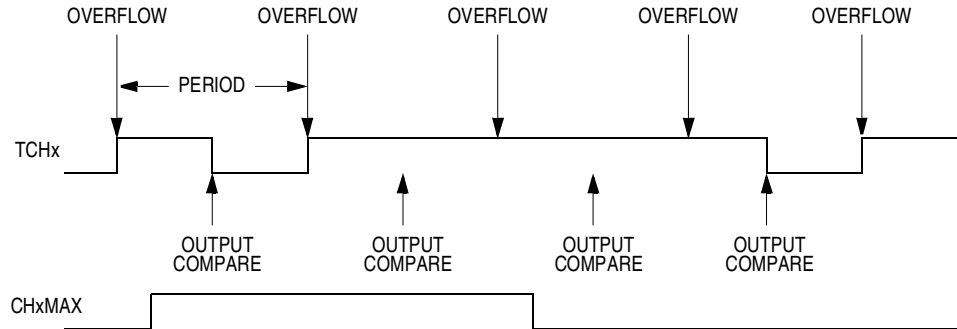 OVERFLOW OVERFLOW OVERFLOW OVERFLOW OVERFLOW
PERIOD
TCHx
OUTPUT COMPARE
OUTPUT COMPARE
OUTPUT COMPARE
OUTPUT COMPARE
CHxMAX